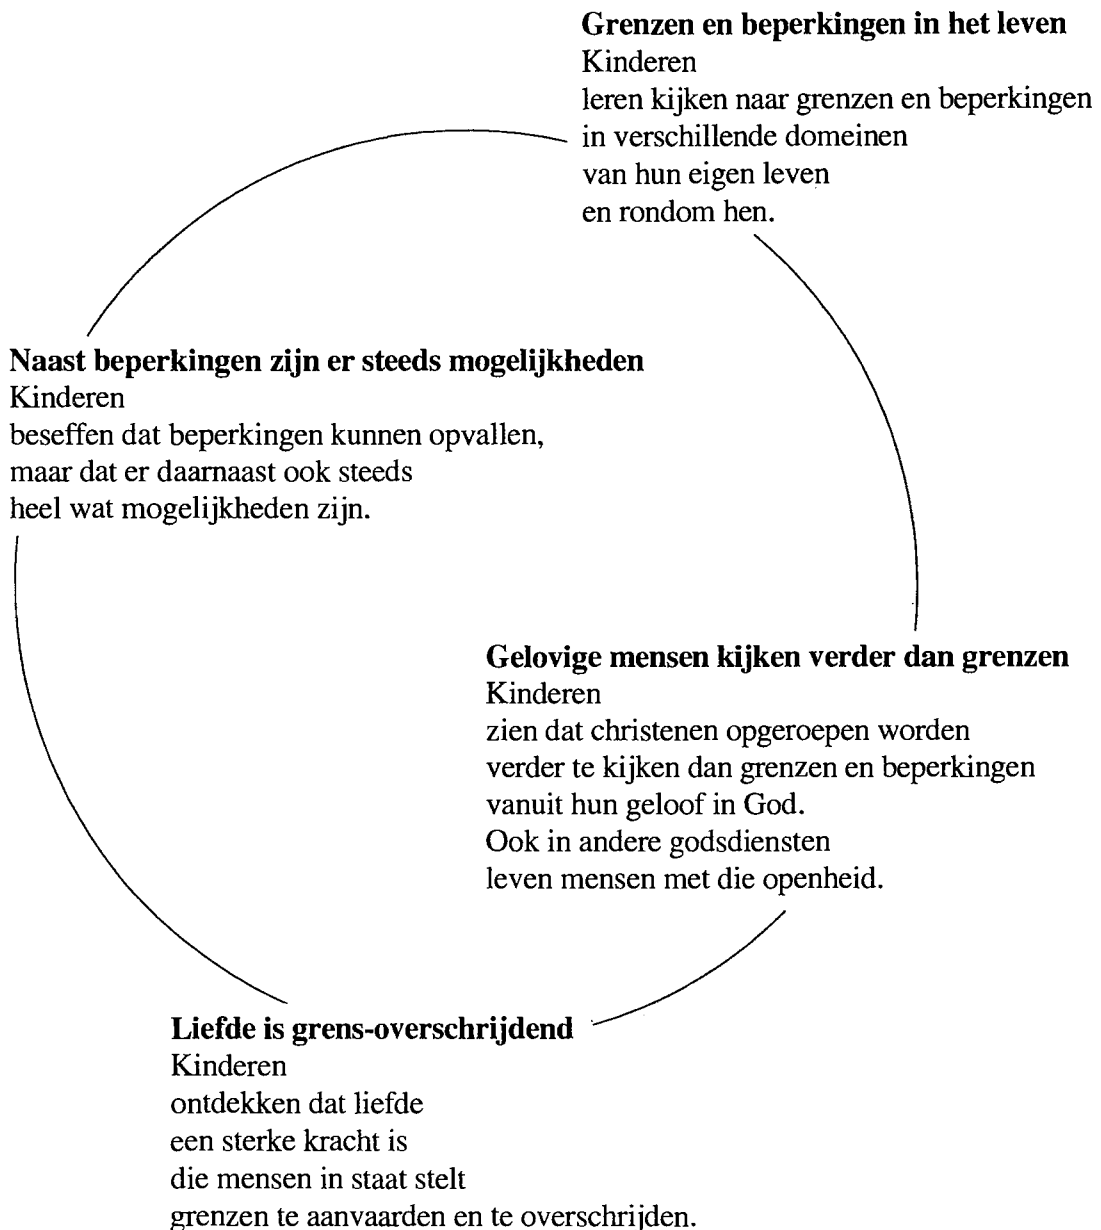 Grenzen en beperkingen in het leven
Kinderen
leren kijken naar grenzen en beperkingen
in verschillende domeinen
van hun eigen leven
en rondom hen.
Naast beperkingen zijn er steeds mogelijkheden
Kinderen
beseffen dat beperkingen kunnen opvallen,
maar dat er daarnaast ook steeds
heel wat mogelijkheden zijn.
Gelovige mensen kijken verder dan grenzen
Kinderen
zien dat christenen opgeroepen worden
verder te kijken dan grenzen en beperkingen
vanuit hun geloof in God.
Ook in andere godsdiensten
leven mensen met die openheid.
Liefde is grens-overschrijdend
Kinderen
ontdekken dat liefde
een sterke kracht is
die mensen in staat stelt
grenzen te aanvaarden en te overschrijden.